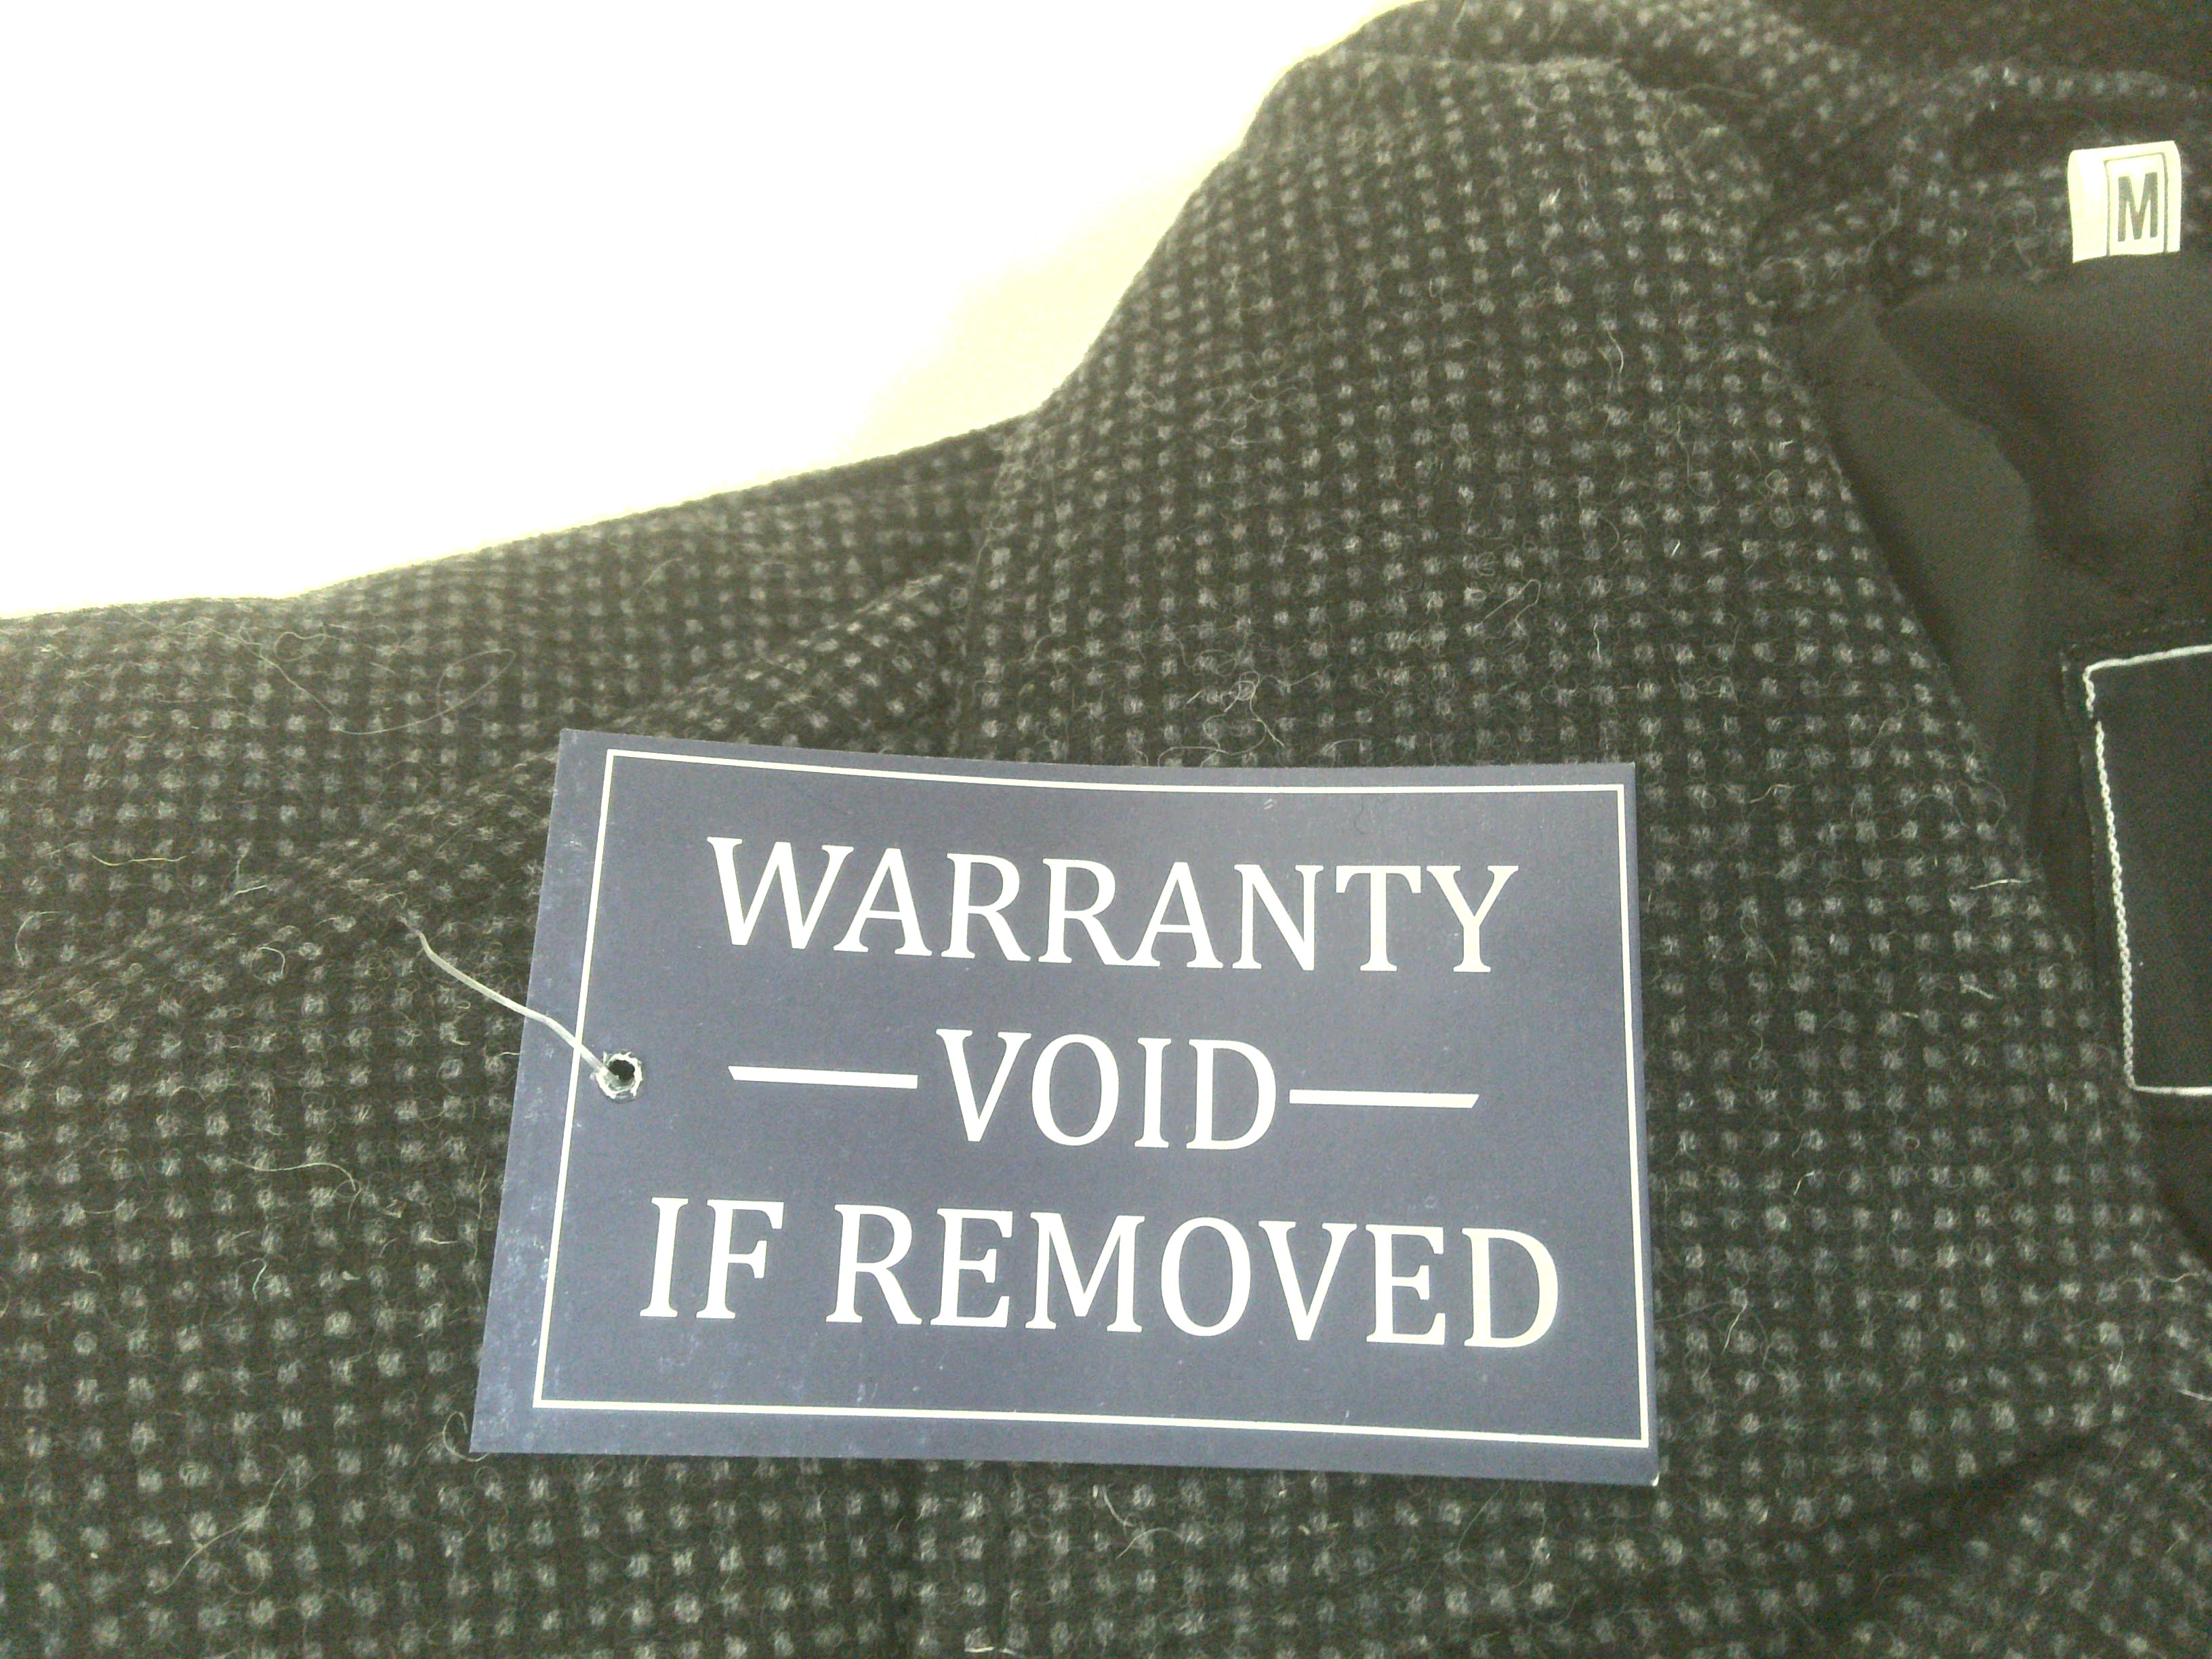 M
WARRANTY
VOID
IF REMOVED